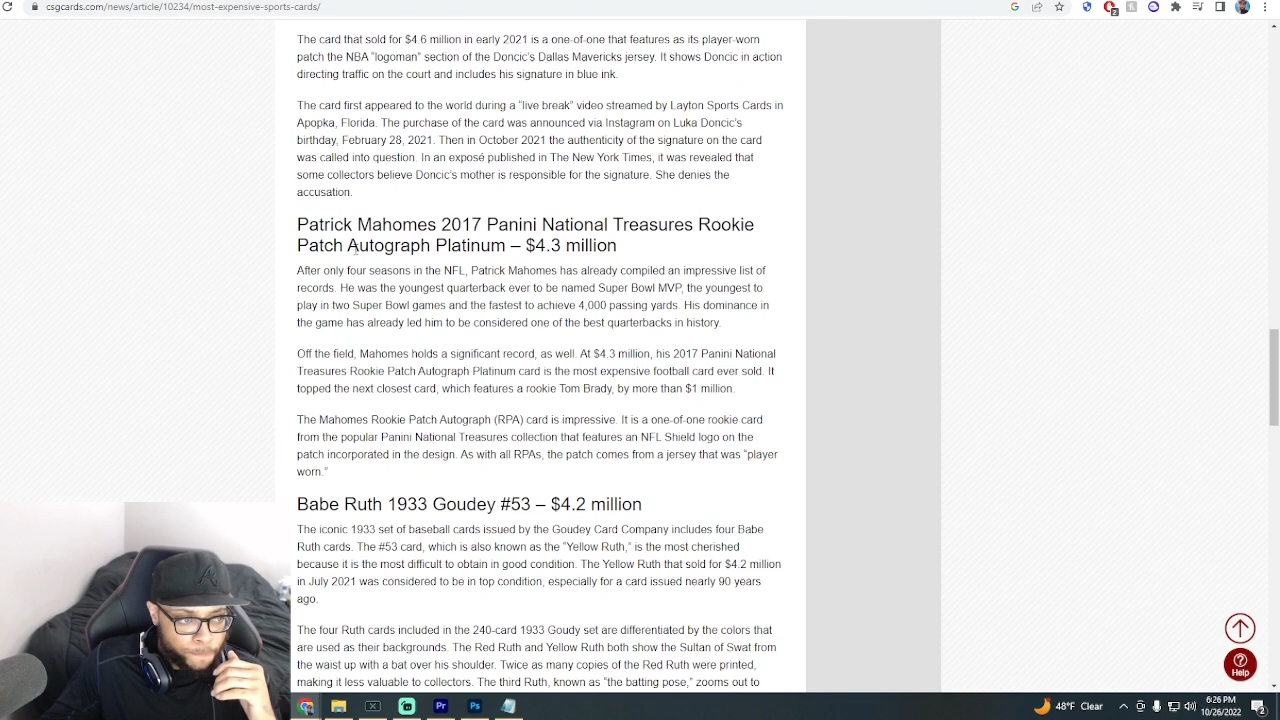 csgcards.com/news/article/10234/most-expensive-sports-cards/
2
The card that sold for $4.6 million in early 2021 is a one-of-one that features as its player-worn
patch the NBA “logoman” section of the Doncic's Dallas Mavericks jersey. It shows Doncic in action
directing traffic on the court and includes his signature in blue ink.
The card first appeared to the world during a “live break” video streamed by Layton Sports Cards in
Apopka, Florida. The purchase of the card was announced via Instagram on Luka Doncic's
birthday, February 28, 2021. Then in October 2021 the authenticity of the signature on the card
was called into question. In an exposé published in The New York Times, it was revealed that
some collectors believe Doncic's mother is responsible for the signature. She denies the
accusation.
Patrick Mahomes 2017 Panini National Treasures Rookie
Patch Autograph Platinum – $4.3 million
After only four seasons in the NFL, Patrick Mahomes has already compiled an impressive list of
records. He was the youngest quarterback ever to be named Super Bowl MVP, the youngest to
play in two Super Bowl games and the fastest to achieve 4,000 passing yards. His dominance in
the game has already led him to be considered one of the best quarterbacks in history.
Off the field, Mahomes holds a significant record, as well. At $4.3 million, his 2017 Panini National
Treasures Rookie Patch Autograph Platinum card is the most expensive football card ever sold. It
topped the next closest card, which features a rookie Tom Brady, by more than $1 million.
The Mahomes Rookie Patch Autograph (RPA) card is impressive. It is a one-of-one rookie card
from the popular Panini National Treasures collection that features an NFL Shield logo on the
patch incorporated in the design. As with all RPAs, the patch comes from a jersey that was “player
worn.”
Babe Ruth 1933 Goudey #53 – $4.2 million
The iconic 1933 set of baseball cards issued by the Goudey Card Company includes four Babe
Ruth cards. The #53 card, which is also known as the “Yellow Ruth,” is the most cherished
because it is the most difficult to obtain in good condition. The Yellow Ruth that sold for $4.2 million
in July 2021 was considered to be in top condition, especially for a card issued nearly 90 years
ago.
The four Ruth cards included in the 240-card 1933 Goudy set are differentiated by the colors that
are used as their backgrounds. The Red Ruth and Yellow Ruth both show the Sultan of Swat from
the waist up with a bat over his shoulder. Twice as many copies of the Red Ruth were printed,
making it less valuable to collectors. The third Ruth, known as “the batting pose,” zooms out to
Help
Pr
Ps
48°F Clear
6:26 PM
10/26/2022
2